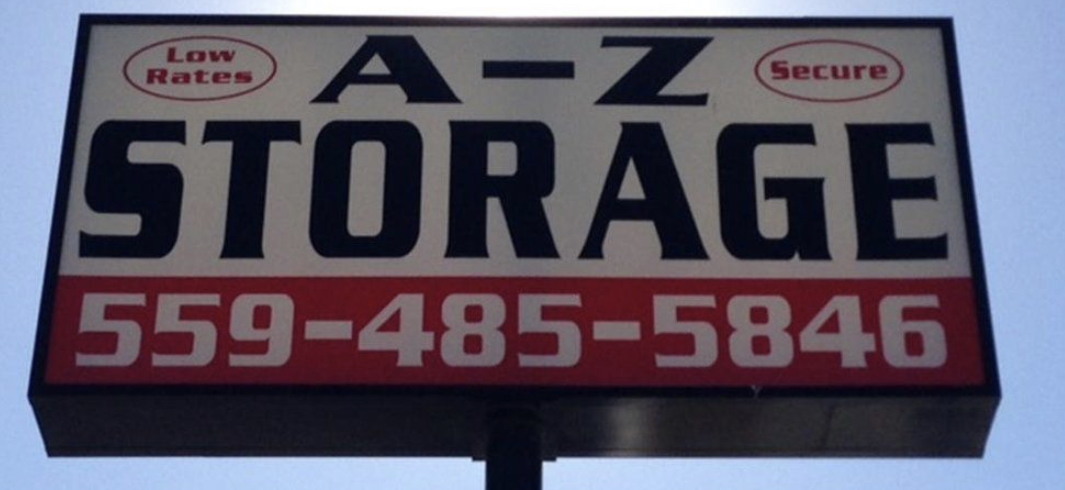 Low
Rates
A-Z
Secure
STORAGE
559-485-5846